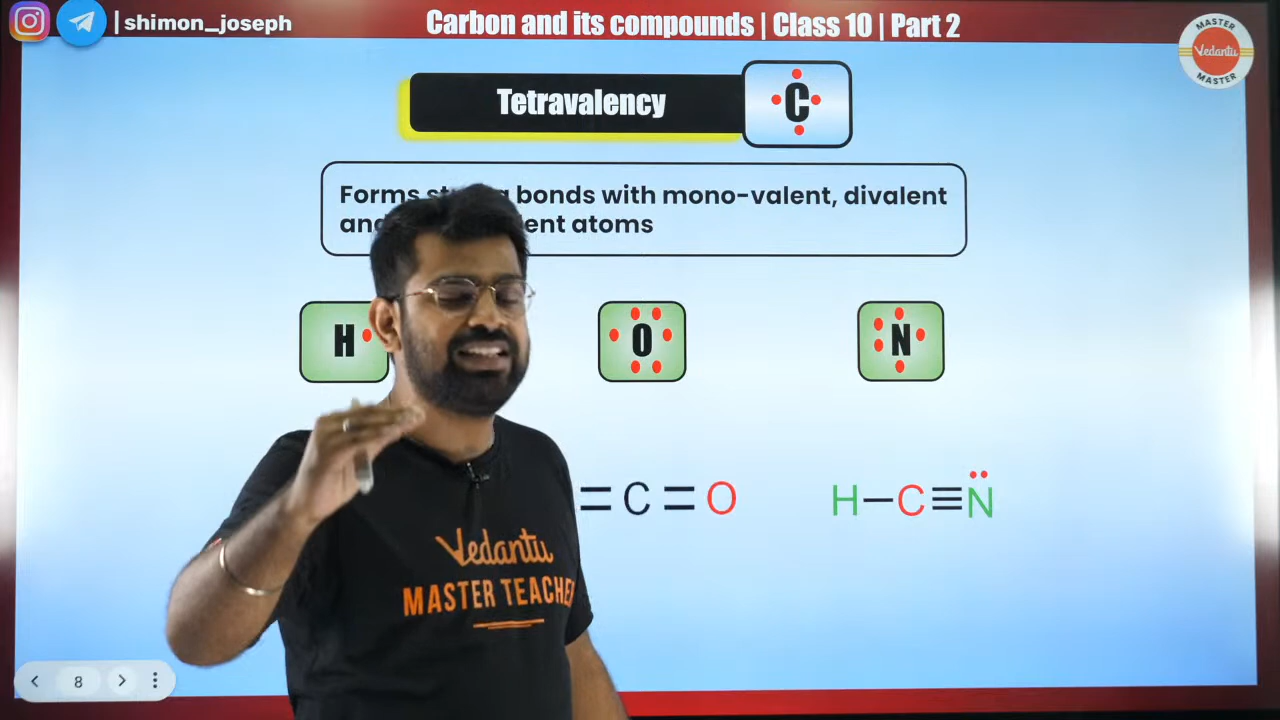 | shimon_joseph
Carbon and its compounds | Class 10 | Part 2
MASTER
Vedantu
MASTER
Tetravalency
C
Forms bonds with mono-valent, divalent
atoms
H
O
N
= C = O
H–C≡N
Vedantu
MASTER TEACHER
8